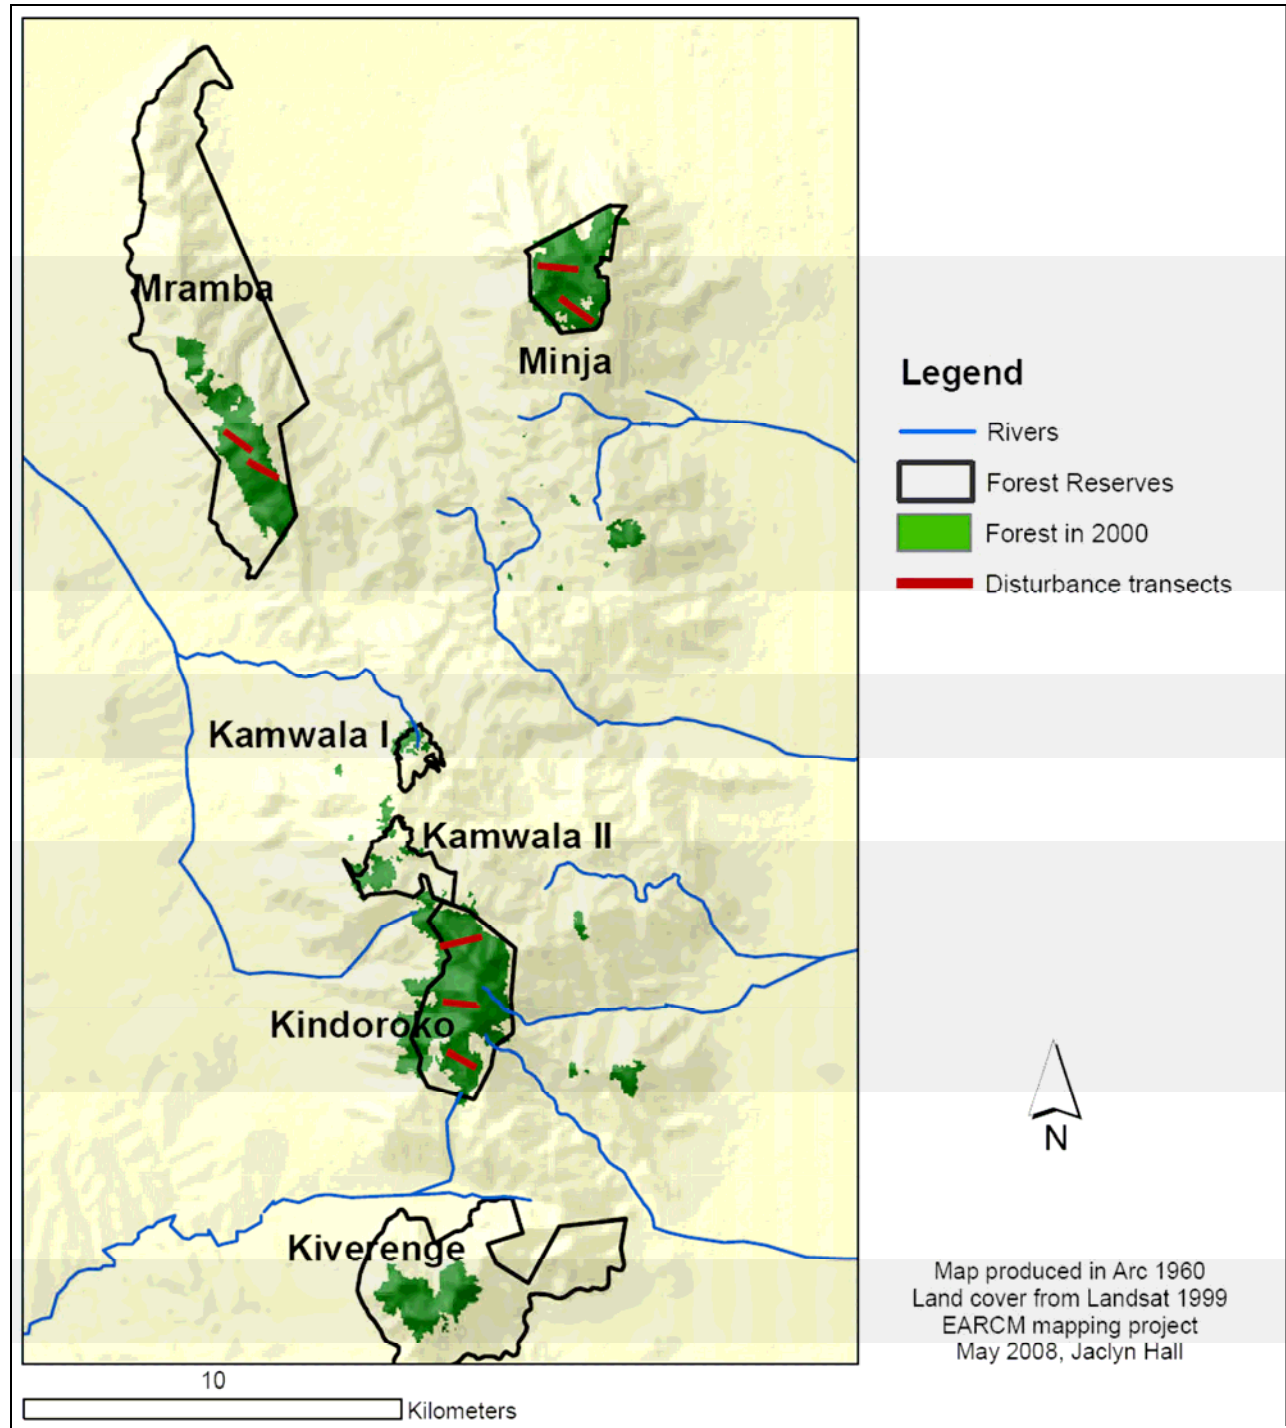 Mramba
Minja
Kamwala I
Kamwala II
Kindoroko
Kiverenge
Legend
Rivers
Forest Reserves
Forest in 2000
Disturbance transects
N
Map produced in Arc 1960
Land cover from Landsat 1999
EARCM mapping project
May 2008, Jaclyn Hall
10
Kilometers